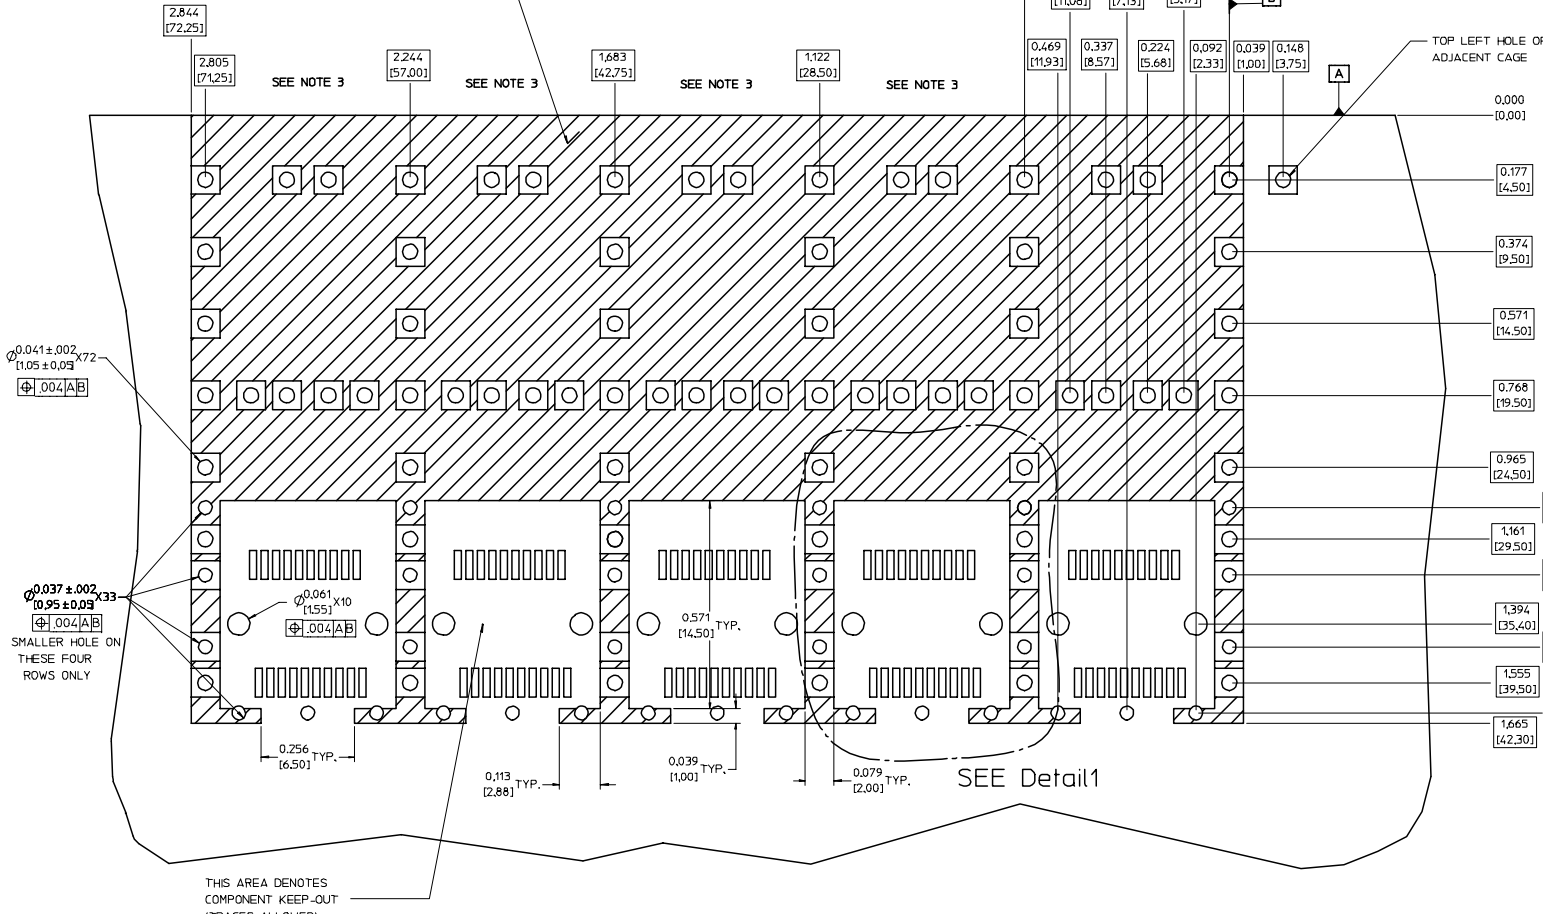 2.844
[72,25]
[11,08]
[7,13]
2.805
[71,25]
SEE NOTE 3
2.244
[57,00]
SEE NOTE 3
1,683
[42,75]
SEE NOTE 3
1,122
[28,50]
SEE NOTE 3
0.469
[11,93]
0.337
[8,57]
0,224
[5,68]
0,092
[2,33]
0,039
[1,00]
0,148
[3,75]
A
TOP LEFT HOLE OF
ADJACENT CAGE
0,000
[0,00]
0.177
[4,50]
0.374
[9,50]
0,571
[14,50]
Ø 0,041±,002 X72
[1,05±0,05]
⌖ .004 A B
0,768
[19,50]
0,965
[24,50]
1,161
[29,50]
Ø 0,037±,002 X33
[0,95±0,05]
⌖ .004 A B
SMALLER HOLE ON
THESE FOUR
ROWS ONLY
Ø 0,061 X10
[1,55]
⌖ .004 A B
0,571 TYP.
[14,50]
1,394
[35,40]
1,555
[39,50]
1,665
[42,30]
0.256 TYP.
[6,50]
0,113 TYP.
[2,88]
0,039 TYP.
[1,00]
0,079 TYP.
[2,00]
SEE Detail1
THIS AREA DENOTES
COMPONENT KEEP-OUT